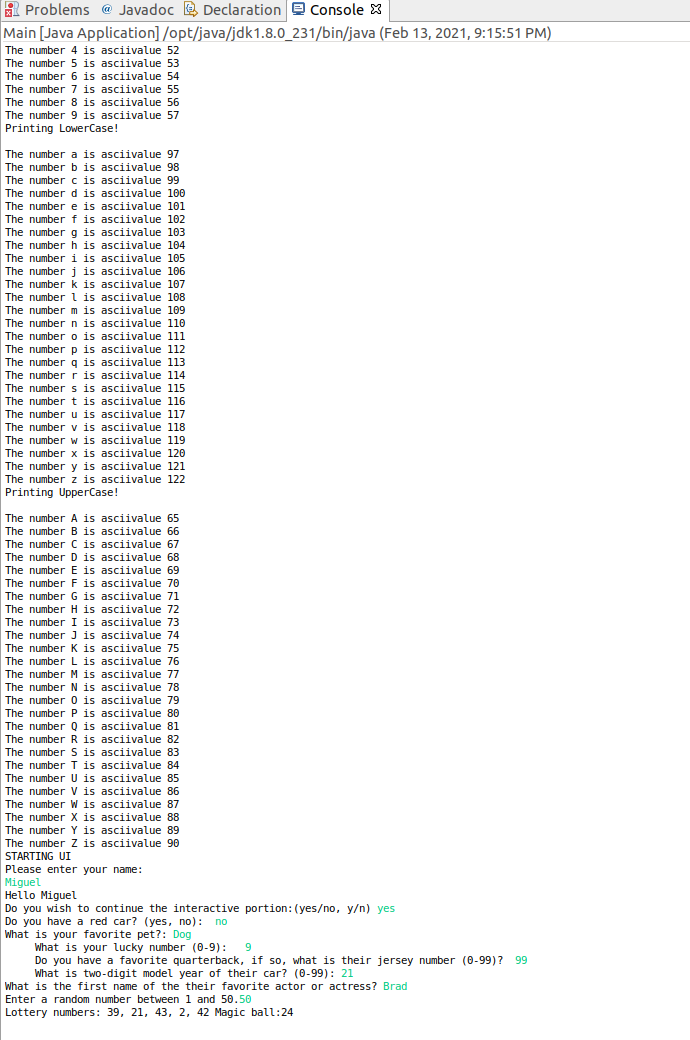 Problems @ Javadoc Declaration Console
Main [Java Application] /opt/java/jdk1.8.0_231/bin/java (Feb 13, 2021, 9:15:51 PM)
The number 4 is asciivalue 52
The number 5 is asciivalue 53
The number 6 is asciivalue 54
The number 7 is asciivalue 55
The number 8 is asciivalue 56
The number 9 is asciivalue 57
Printing LowerCase!
The number a is asciivalue 97
The number b is asciivalue 98
The number c is asciivalue 99
The number d is asciivalue 100
The number e is asciivalue 101
The number f is asciivalue 102
The number g is asciivalue 103
The number h is asciivalue 104
The number i is asciivalue 105
The number j is asciivalue 106
The number k is asciivalue 107
The number l is asciivalue 108
The number m is asciivalue 109
The number n is asciivalue 110
The number o is asciivalue 111
The number p is asciivalue 112
The number q is asciivalue 113
The number r is asciivalue 114
The number s is asciivalue 115
The number t is asciivalue 116
The number u is asciivalue 117
The number v is asciivalue 118
The number w is asciivalue 119
The number x is asciivalue 120
The number y is asciivalue 121
The number z is asciivalue 122
Printing UpperCase!
The number A is asciivalue 65
The number B is asciivalue 66
The number C is asciivalue 67
The number D is asciivalue 68
The number E is asciivalue 69
The number F is asciivalue 70
The number G is asciivalue 71
The number H is asciivalue 72
The number I is asciivalue 73
The number J is asciivalue 74
The number K is asciivalue 75
The number L is asciivalue 76
The number M is asciivalue 77
The number N is asciivalue 78
The number O is asciivalue 79
The number P is asciivalue 80
The number Q is asciivalue 81
The number R is asciivalue 82
The number S is asciivalue 83
The number T is asciivalue 84
The number U is asciivalue 85
The number V is asciivalue 86
The number W is asciivalue 87
The number X is asciivalue 88
The number Y is asciivalue 89
The number Z is asciivalue 90
STARTING UI
Please enter your name:
Miguel
Hello Miguel
Do you wish to continue the interactive portion:(yes/no, y/n) yes
Do you have a red car? (yes, no):  no
What is your favorite pet?: Dog
What is your lucky number (0-9):   9
Do you have a favorite quarterback, if so, what is their jersey number (0-99)?  99
What is two-digit model year of their car? (0-99): 21
What is the first name of the their favorite actor or actress? Brad
Enter a random number between 1 and 50.50
Lottery numbers: 39, 21, 43, 2, 42 Magic ball:24